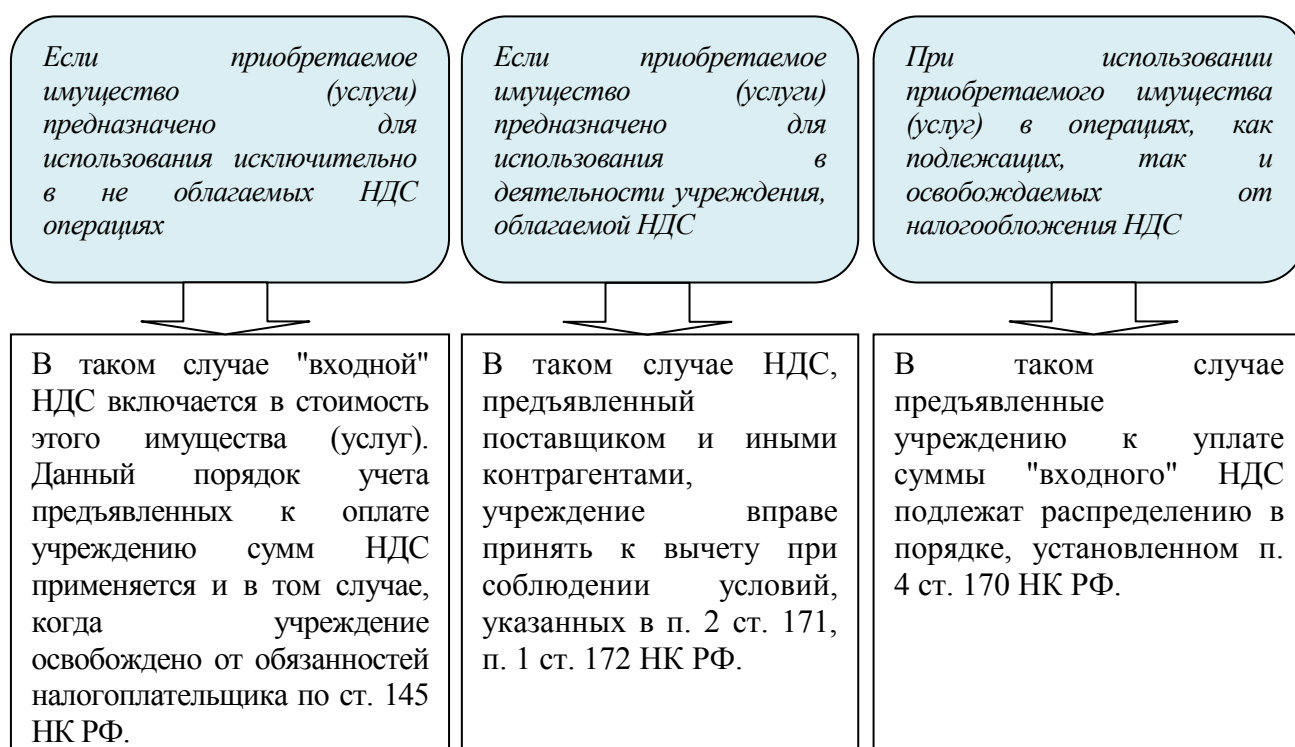 Если приобретаемое
имущество (услуги)
предназначено для
использования исключительно
в не облагаемых НДС
операциях
В таком случае "входной"
НДС включается в стоимость
этого имущества (услуг).
Данный порядок учета
предъявленных к оплате
учреждению сумм НДС
применяется и в том случае,
когда учреждение
освобождено от обязанностей
налогоплательщика по ст. 145
НК РФ.
Если приобретаемое
имущество (услуги)
предназначено для
использования в
деятельности учреждения,
облагаемой НДС
В таком случае НДС,
предъявленный
поставщиком и иными
контрагентами,
учреждение вправе
принять к вычету при
соблюдении условий,
указанных в п. 2 ст. 171,
п. 1 ст. 172 НК РФ.
При использовании
приобретаемого имущества
(услуг) в операциях, как
подлежащих, так и
освобождаемых от
налогообложения НДС
В таком случае
предъявленные
учреждению к уплате
суммы "входного" НДС
подлежат распределению в
порядке, установленном п.
4 ст. 170 НК РФ.